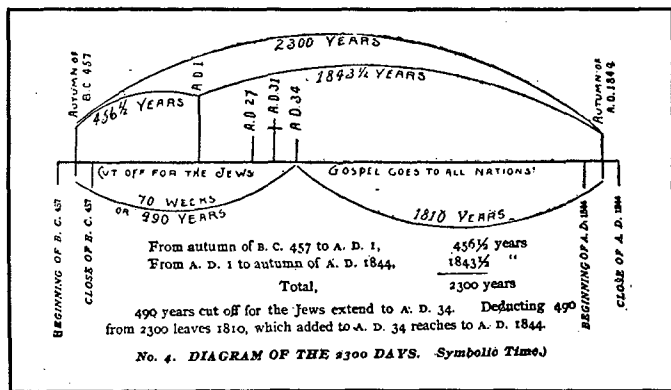 2300 YEARS
AUTUMN OF
B.C. 457
A.D. 1
1843½ YEARS
AUTUMN OF
A.D. 1844
456½ YEARS
A.D. 27
A.D. 31
A.D. 34
CUT OFF FOR THE JEWS
GOSPEL GOES TO ALL NATIONS
70 WEEKS
OR 490 YEARS
1810 YEARS
BEGINNING OF B. C. 457
CLOSE OF B. C. 457
BEGINNING OF A. D. 1844
CLOSE OF A. D. 1844
From autumn of B. C. 457 to A. D. 1, 456½ years
From A. D. 1 to autumn of A. D. 1844, 1843½ "
Total, 2300 years
490 years cut off for the Jews extend to A. D. 34. Deducting 490
from 2300 leaves 1810, which added to A. D. 34 reaches to A. D. 1844.
No. 4. DIAGRAM OF THE 2300 DAYS. Symbolic Time.)